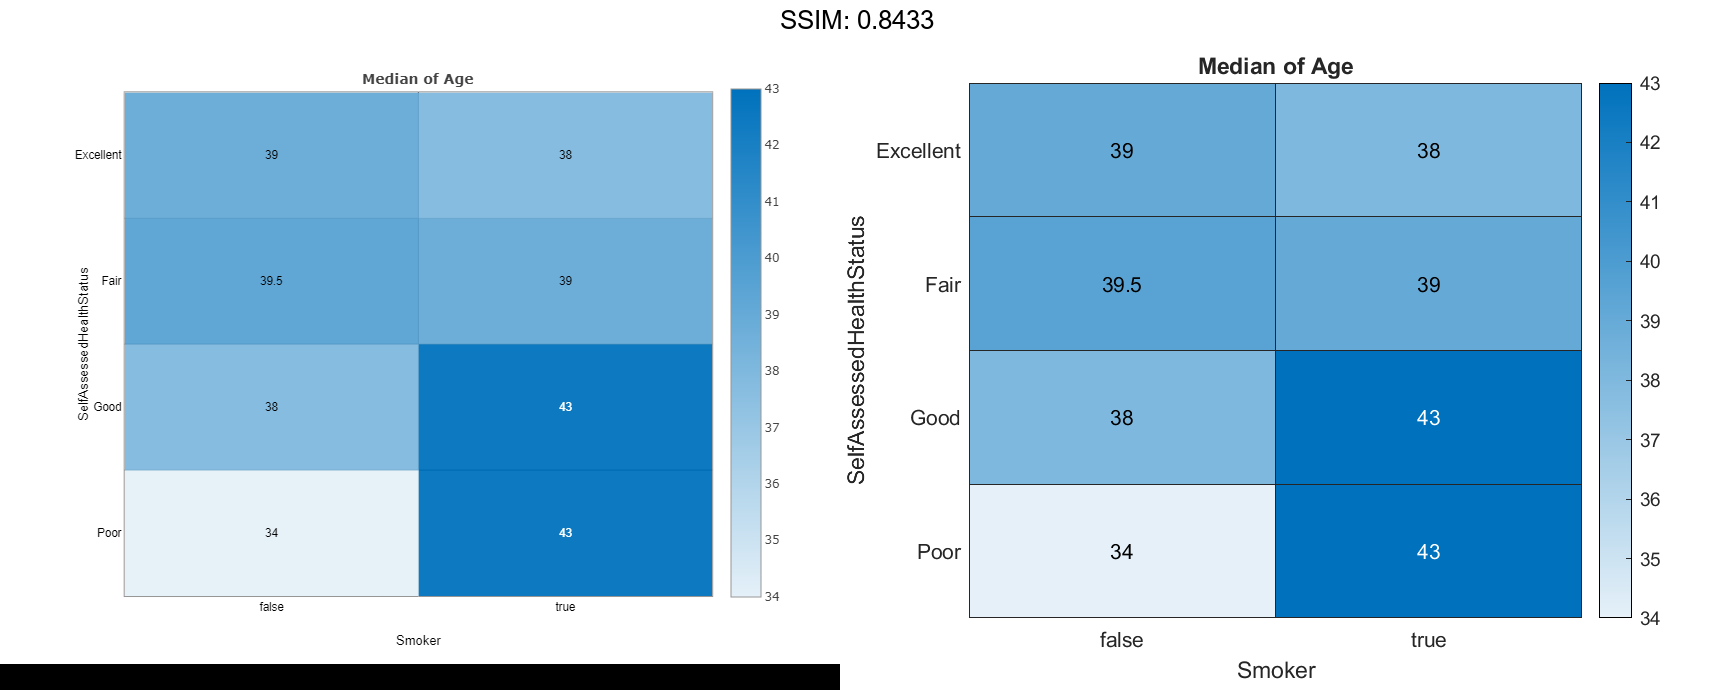 SSIM: 0.8433
Median of Age
SelfAssessedHealthStatus
Excellent
39
38
Fair
39.5
39
Good
38
43
Poor
34
43
false
true
Smoker
43
42
41
40
39
38
37
36
35
34
Median of Age
SelfAssessedHealthStatus
Excellent
39
38
Fair
39.5
39
Good
38
43
Poor
34
43
false
true
Smoker
43
42
41
40
39
38
37
36
35
34